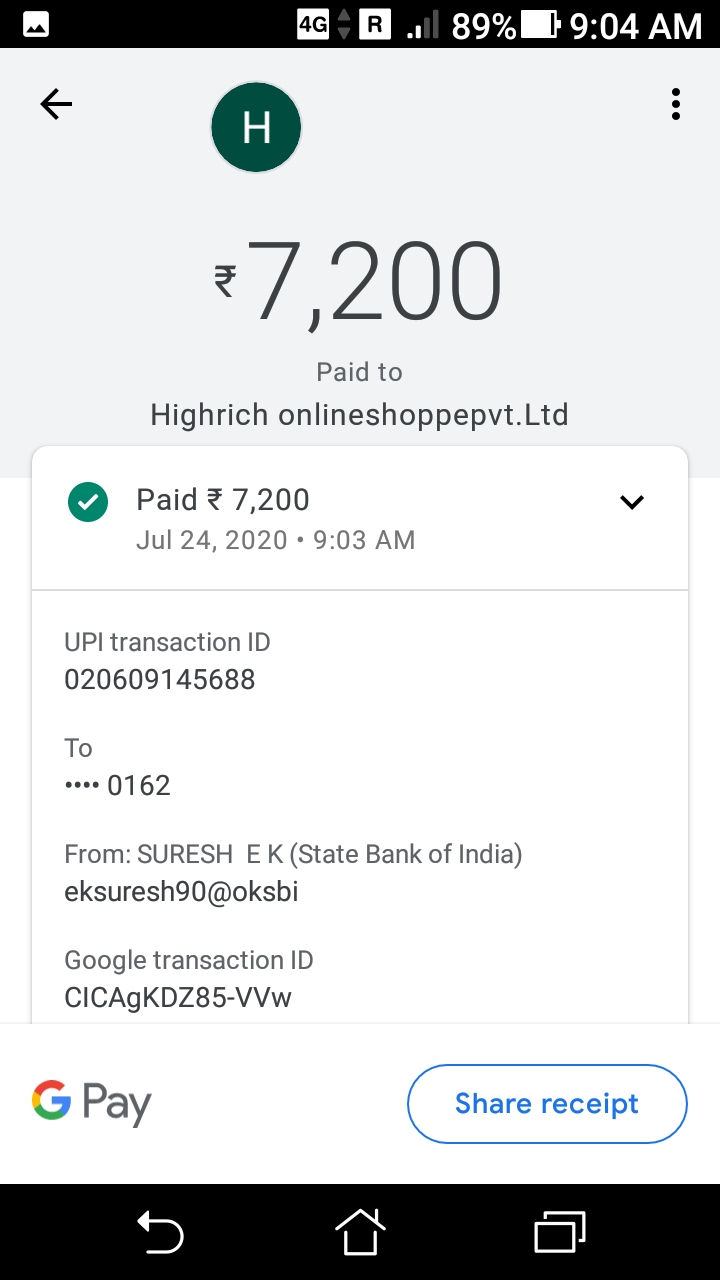 4G R 89% 9:04 AM
H
₹7,200
Paid to
Highrich onlineshoppepvt.Ltd
Paid ₹ 7,200
Jul 24, 2020 • 9:03 AM
UPI transaction ID
020609145688
To
•••• 0162
From: SURESH  E K (State Bank of India)
eksuresh90@oksbi
Google transaction ID
CICAgKDZ85-VVw
G Pay
Share receipt